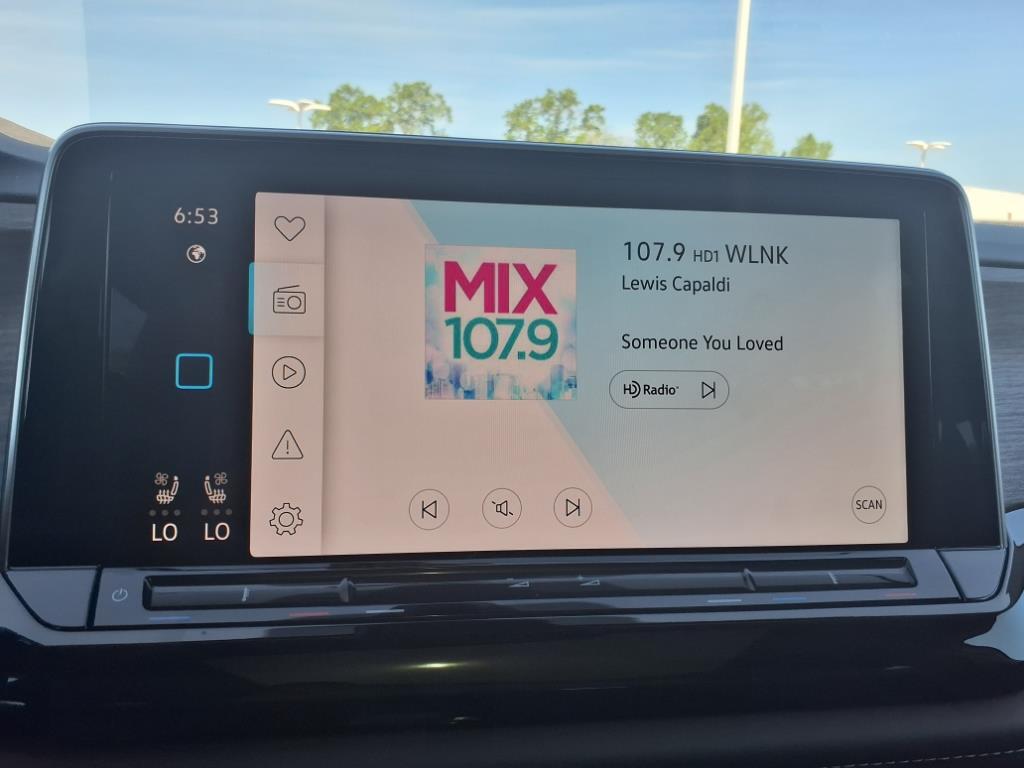 6:53
107.9 HD1 WLNK
Lewis Capaldi
MIX
107.9
Someone You Loved
HD Radio
SCAN
LO LO